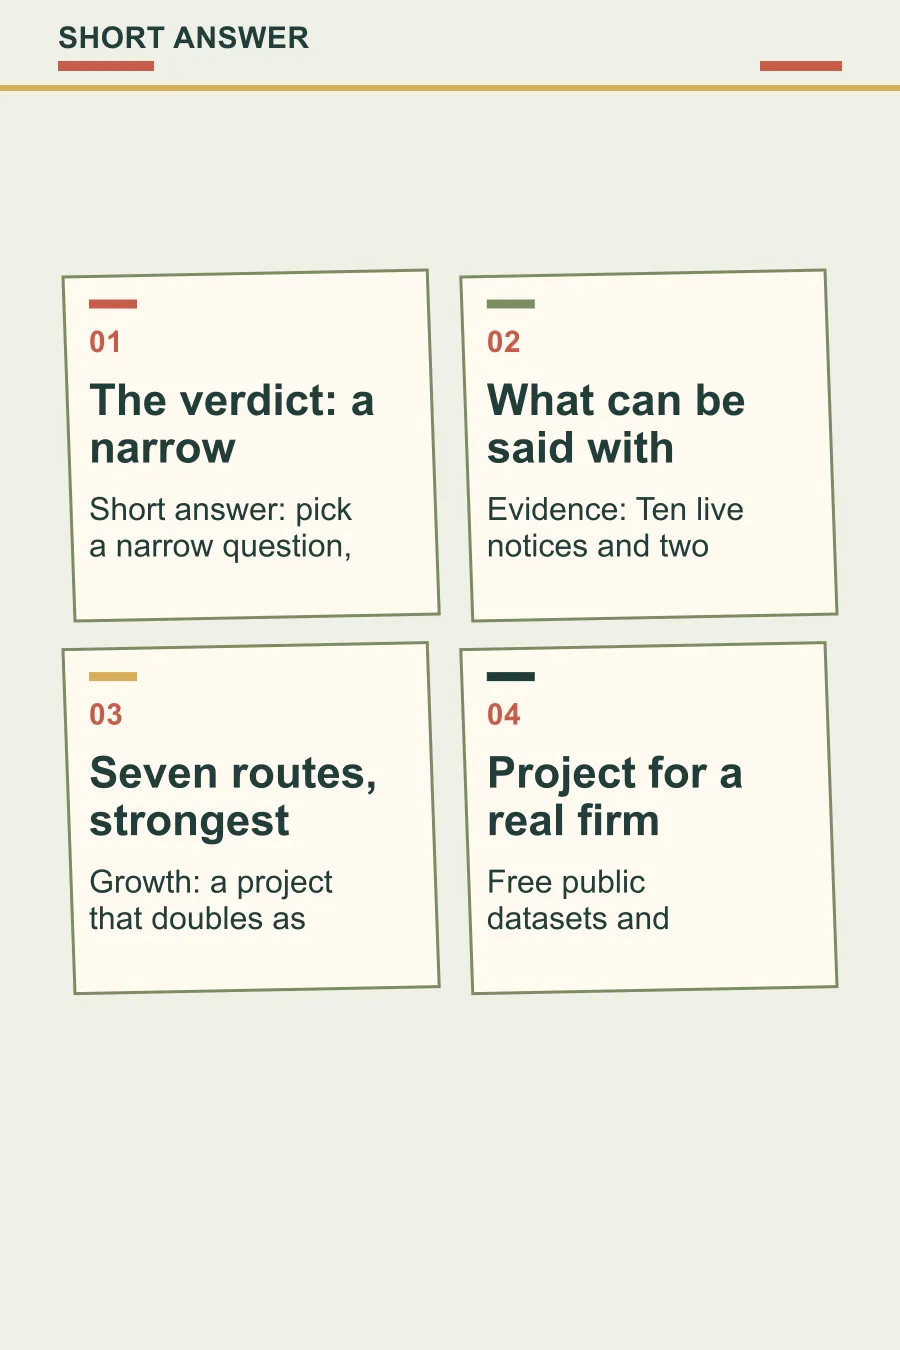 SHORT ANSWER
01
The verdict: a
narrow
Short answer: pick
a narrow question,
02
What can be
said with
Evidence: Ten live
notices and two
03
Seven routes,
strongest
Growth: a project
that doubles as
04
Project for a
real firm
Free public
datasets and